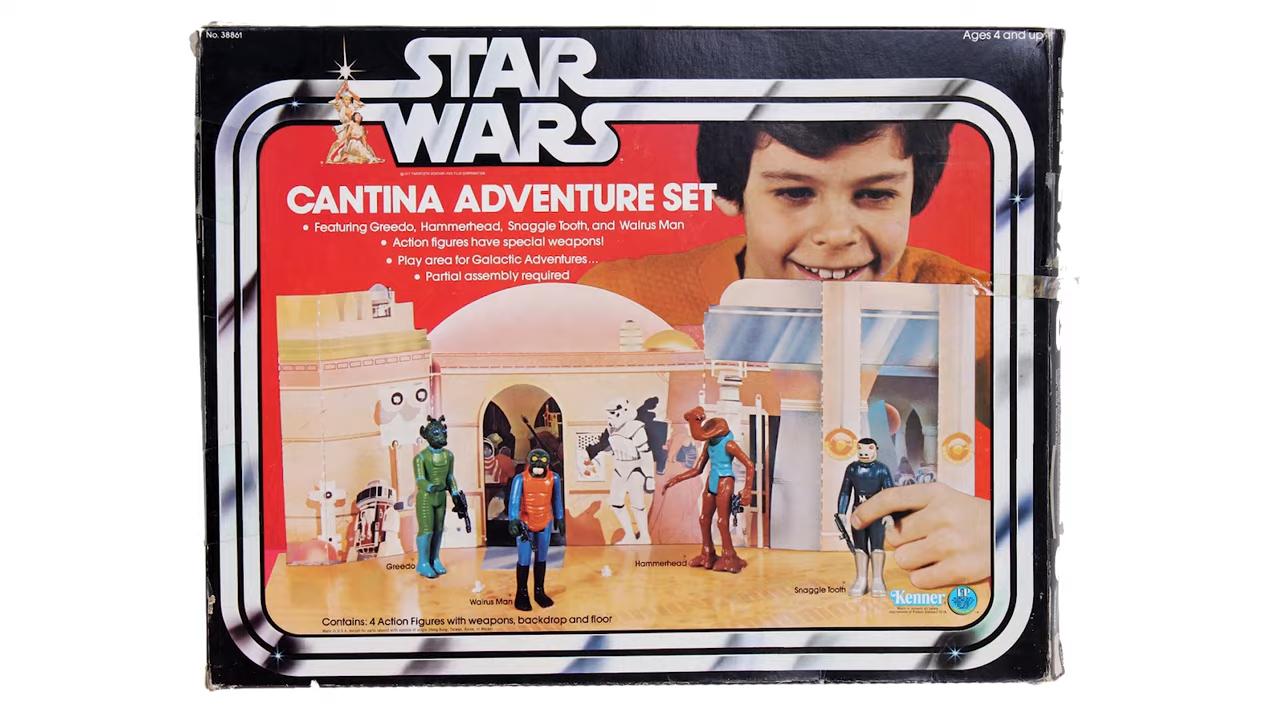 No. 38861
Ages 4 and up
STAR
WARS
CANTINA ADVENTURE SET
• Featuring Greedo, Hammerhead, Snaggle Tooth, and Walrus Man
• Action figures have special weapons!
• Play area for Galactic Adventures...
• Partial assembly required
Greedo
Hammerhead
Walrus Man
Snaggle Tooth
Kenner
Contains: 4 Action Figures with weapons, backdrop and floor